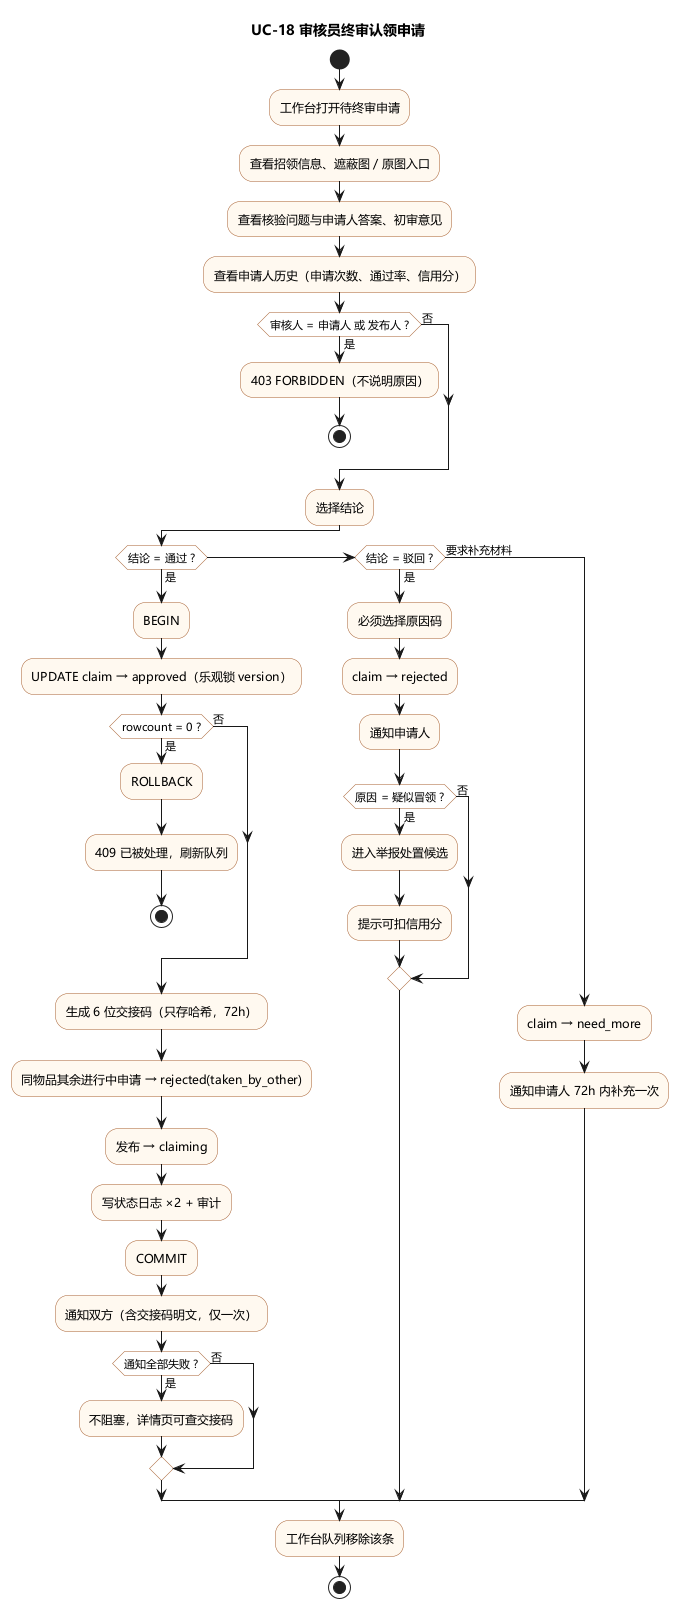 UC-18 审核员终审认领申请
工作台打开待终审申请
查看招领信息、遮蔽图 / 原图入口
查看核验问题与申请人答案、初审意见
查看申请人历史（申请次数、通过率、信用分）
审核人 = 申请人 或 发布人？
否
是
403 FORBIDDEN（不说明原因）
选择结论
结论 = 通过？
是
BEGIN
UPDATE claim → approved（乐观锁 version）
rowcount = 0？
否
是
ROLLBACK
409 已被处理，刷新队列
生成 6 位交接码（只存哈希，72h）
同物品其余进行中申请 → rejected(taken_by_other)
发布 → claiming
写状态日志 ×2 + 审计
COMMIT
通知双方（含交接码明文，仅一次）
通知全部失败？
否
是
不阻塞，详情页可查交接码
结论 = 驳回？
是
必须选择原因码
claim → rejected
通知申请人
原因 = 疑似冒领？
否
是
进入举报处置候选
提示可扣信用分
要求补充材料
claim → need_more
通知申请人 72h 内补充一次
工作台队列移除该条